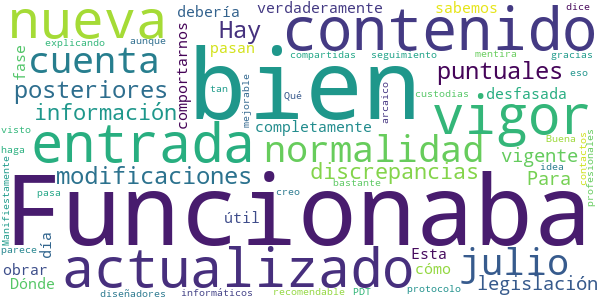 nueva
debería
verdaderamente
sabemos
dice
explicando
aunque
Hay
pasan
contenido
compartidas
seguimiento
gracias
mentira
eso
fase
cuenta
comportarnos
posteriores
información
bien
tan
Qué
mejorable
arcaico
puntuales
custodias
desfasada
vigor
completamente
visto
haga
entrada
normalidad
Buena
idea
contactos
profesionales
vigente
Para
Manifiestamente
modificaciones
discrepancias
pasa
creo
bastante
Funcionaba
útil
parece
día
obrar
Dónde
actualizado
Esta
cómo
julio
legislación
diseñadores
informáticos
recomendable
PDT
protocolo